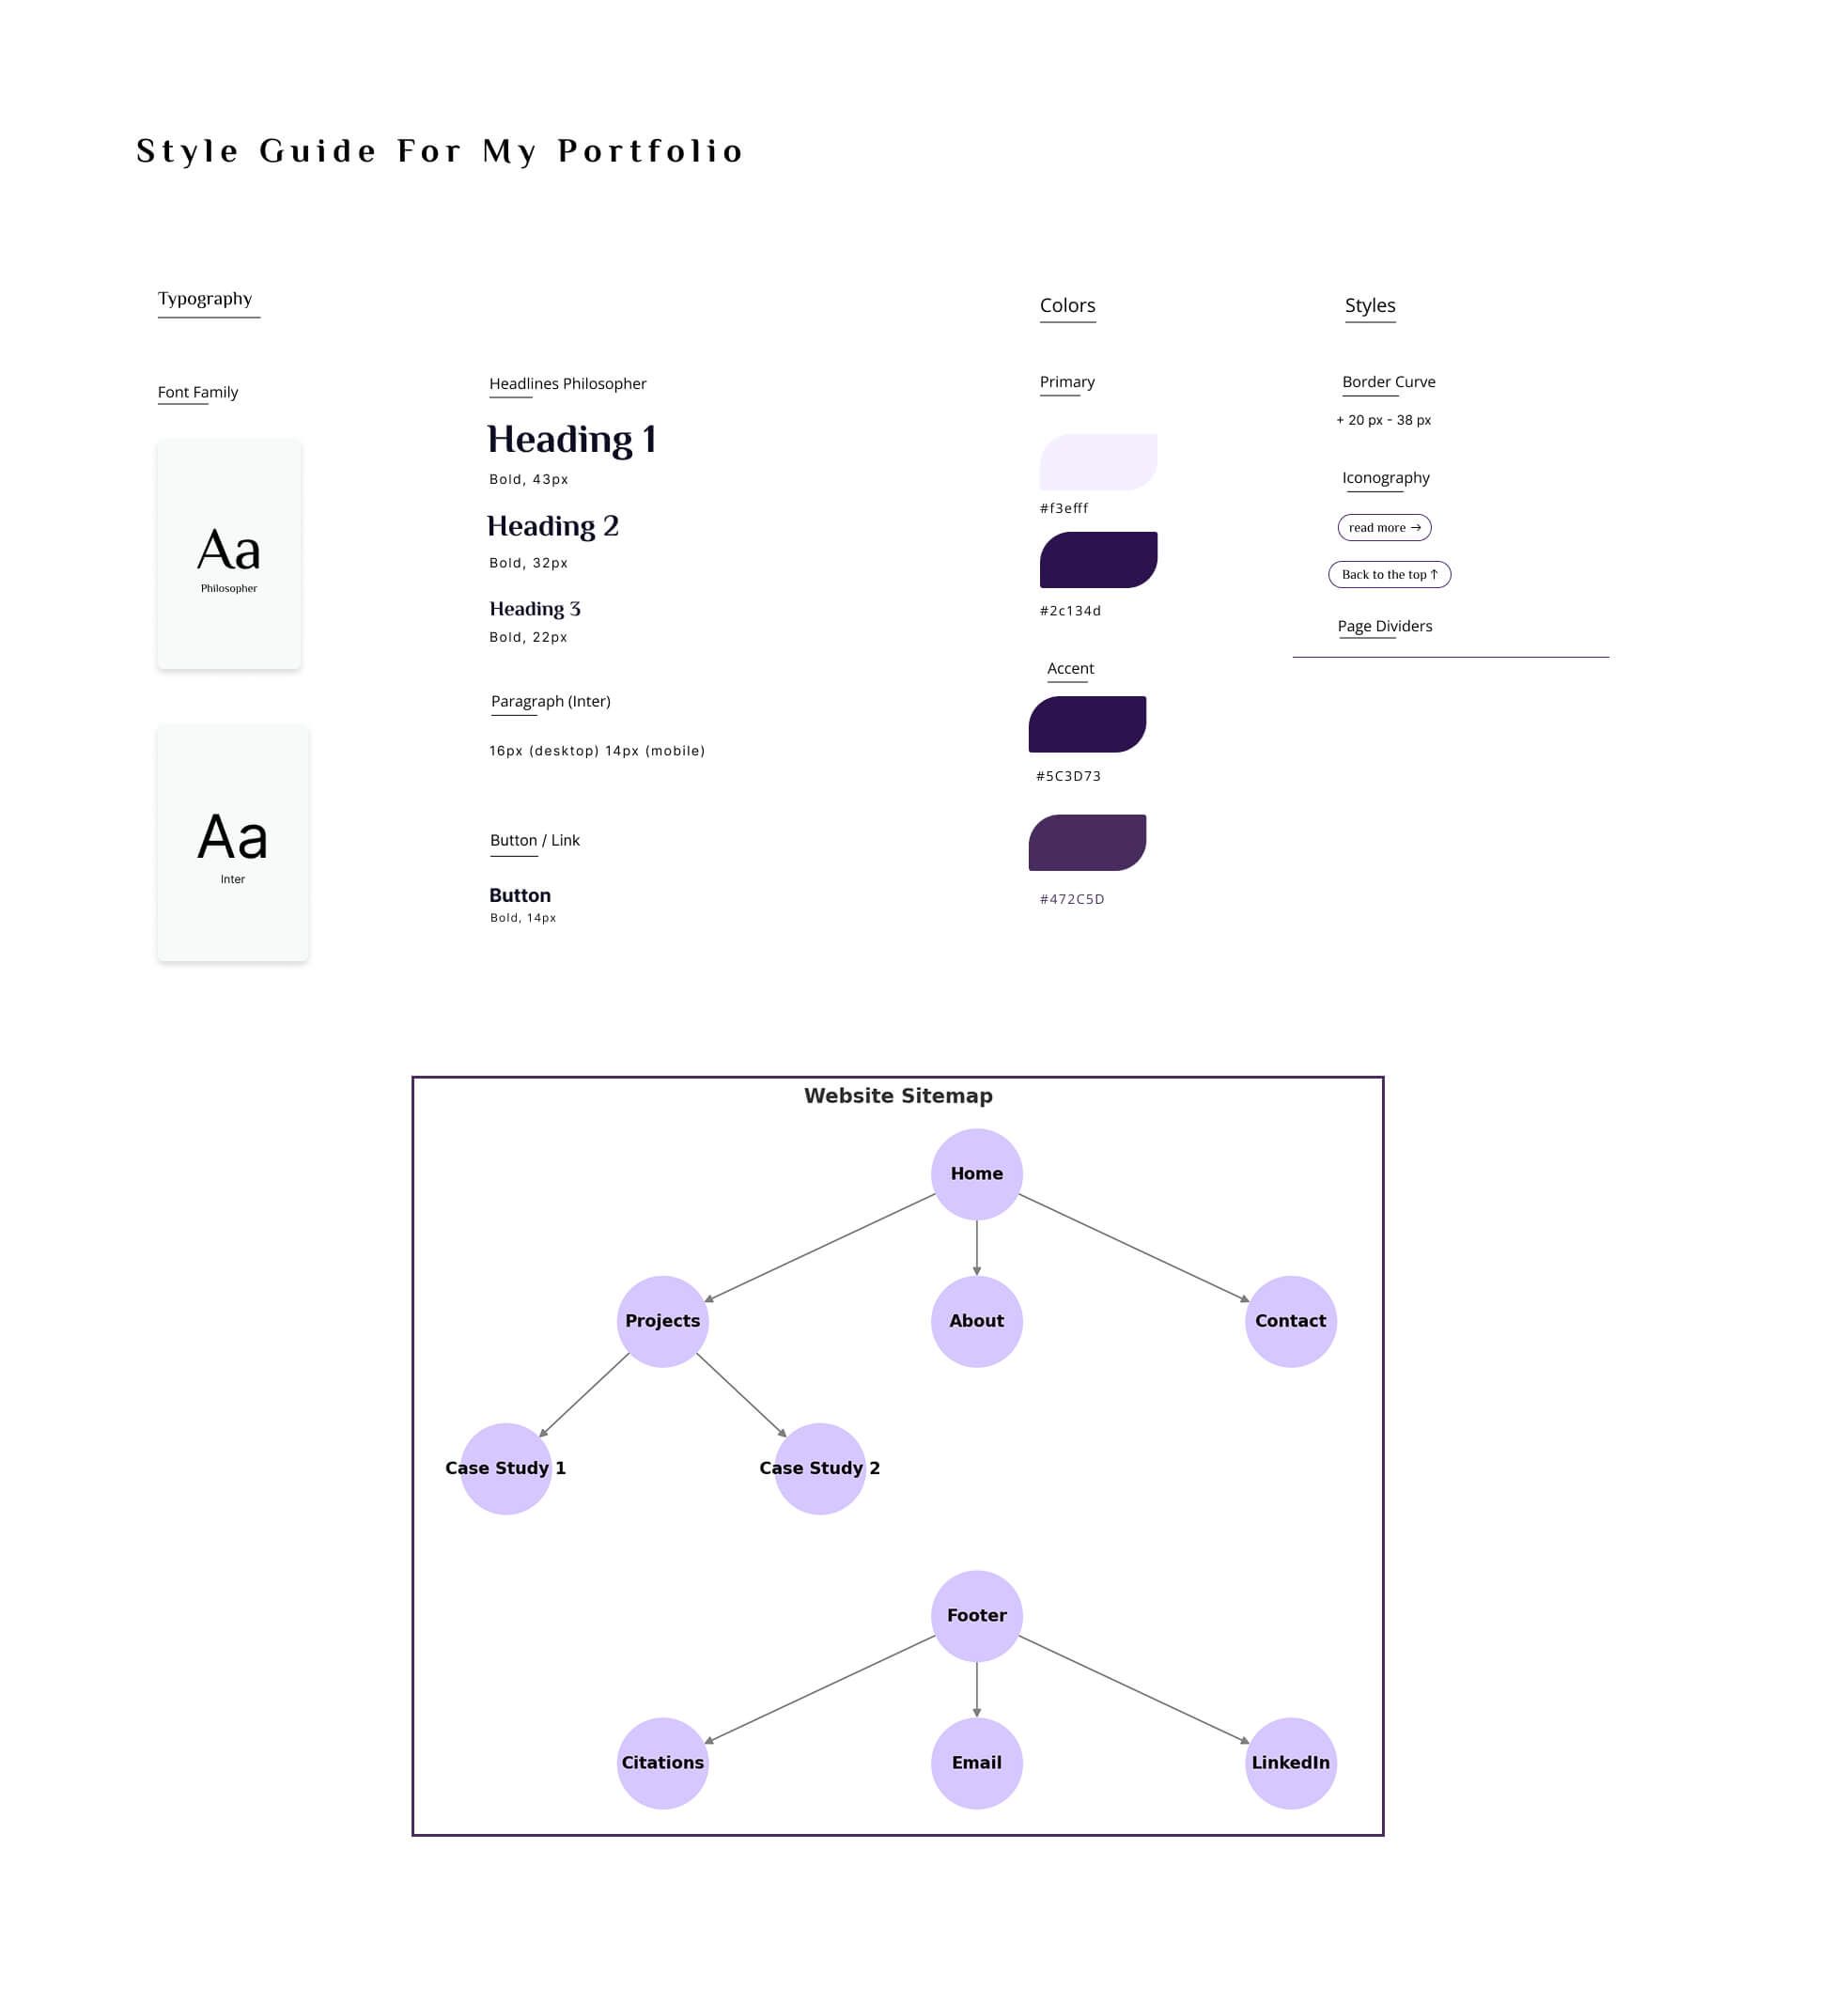 Style Guide For My Portfolio
Typography
Font Family
Aa
Philosopher
Aa
Inter
Headlines Philosopher
Heading 1
Bold, 43px
Heading 2
Bold, 32px
Heading 3
Bold, 22px
Paragraph (Inter)
16px (desktop) 14px (mobile)
Button / Link
Button
Bold, 14px
Colors
Primary
#f3efff
#2c134d
Accent
#5C3D73
#472C5D
Styles
Border Curve
+ 20 px - 38 px
Iconography
read more →
Back to the top ↑
Page Dividers
Website Sitemap
Home
Projects
About
Contact
Case Study 1
Case Study 2
Footer
Citations
Email
LinkedIn